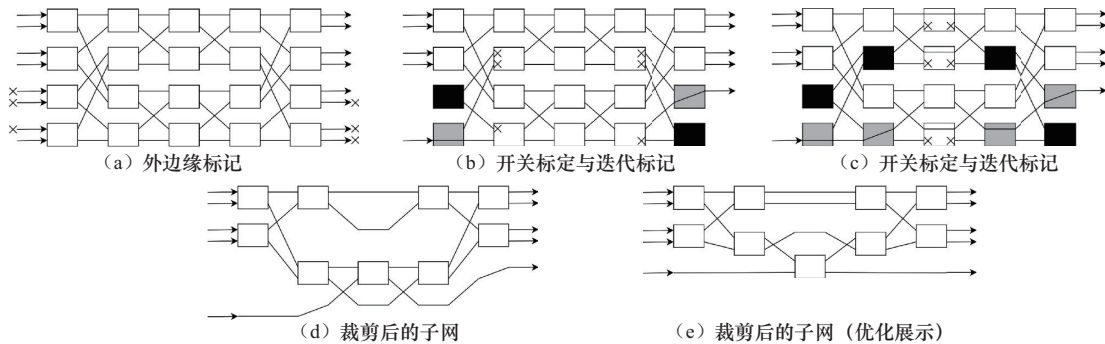 （a）外边缘标记
（b）开关标定与迭代标记
（c）开关标定与迭代标记
（d）裁剪后的子网
（e）裁剪后的子网（优化展示）